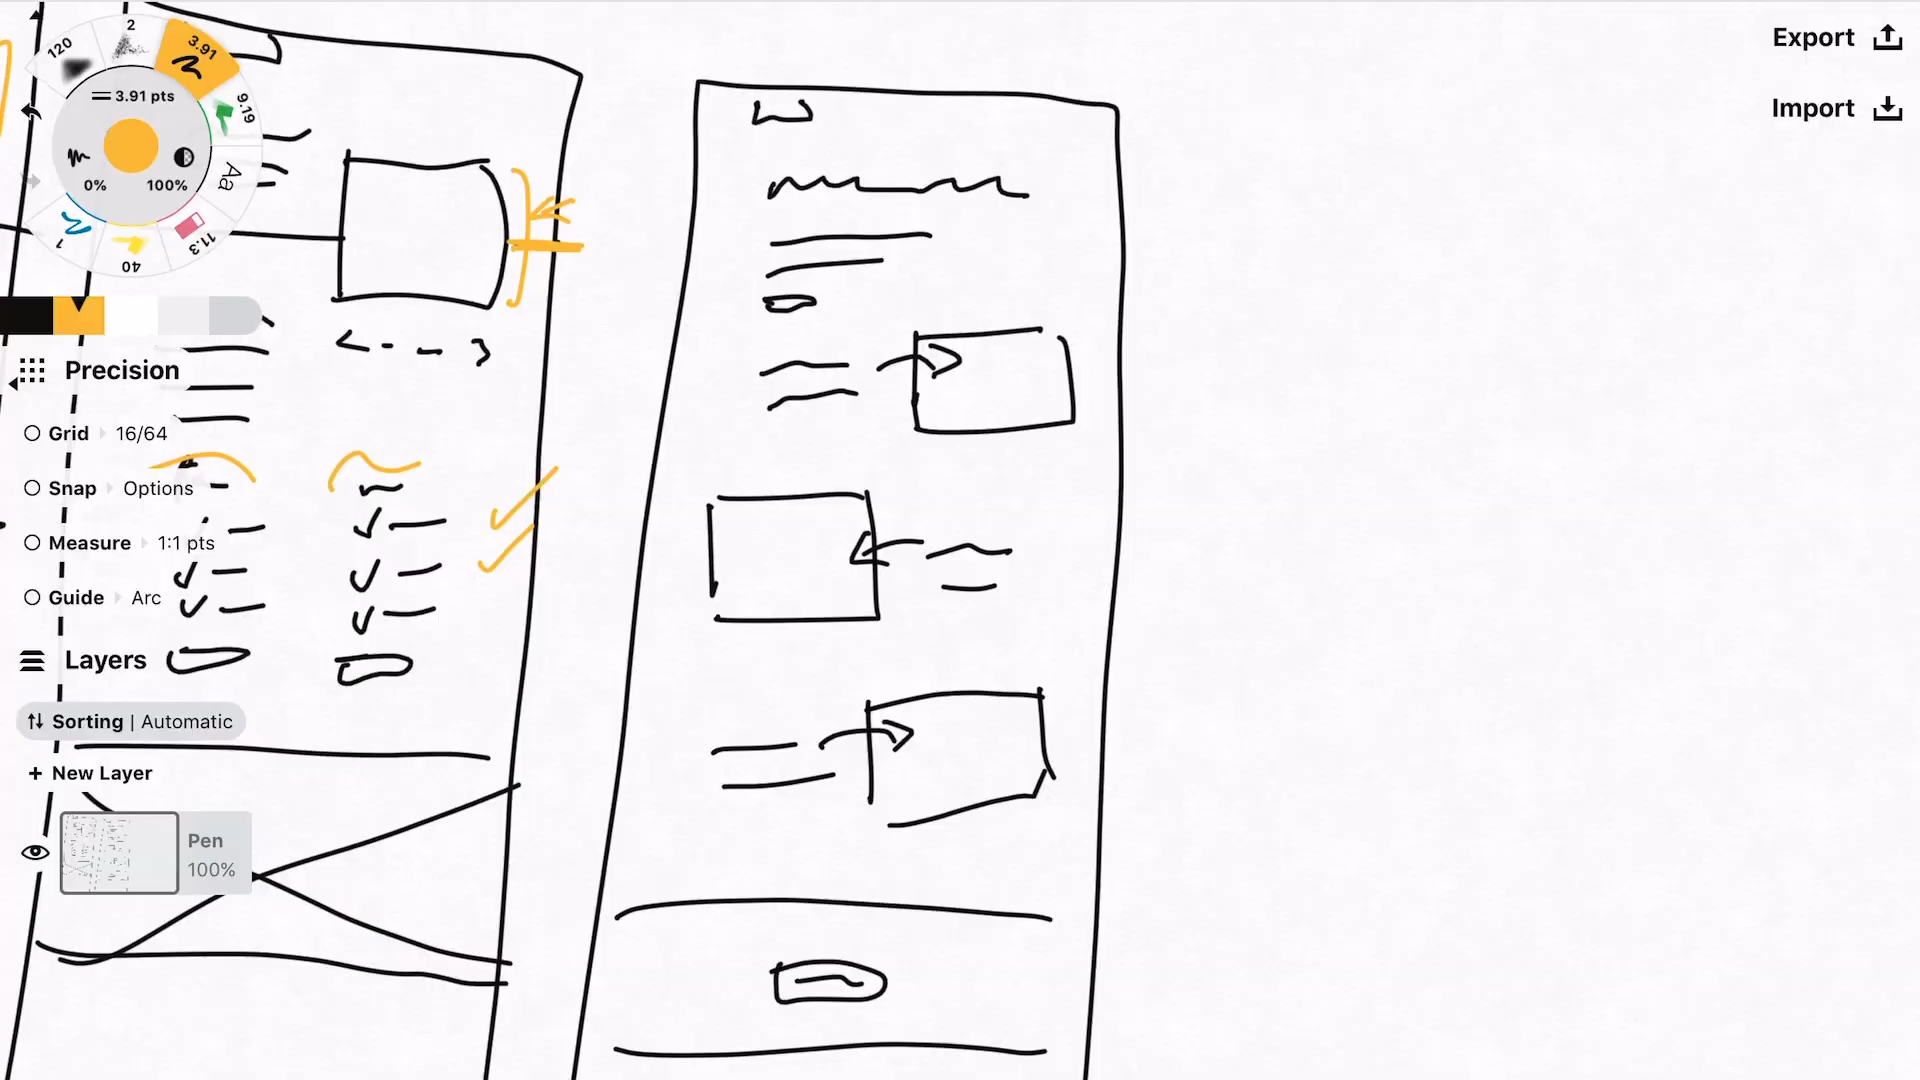 120
2
3.91
9.19
3.91 pts
0%
100%
Aa
1
40
11.3
Export
Import
Precision
Grid 16/64
Snap Options
Measure 1:1 pts
Guide Arc
Layers
Sorting | Automatic
+ New Layer
Pen
100%